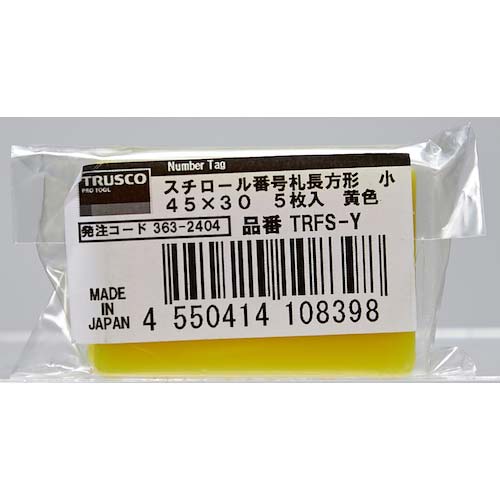 Number Tag
TRUSCO
PRO TOOL
スチロール番号札長方形 小
45×30 5枚入 黄色
発注コード 363-2404 品番 TRFS-Y
MADE
IN
JAPAN
4 550414 108398